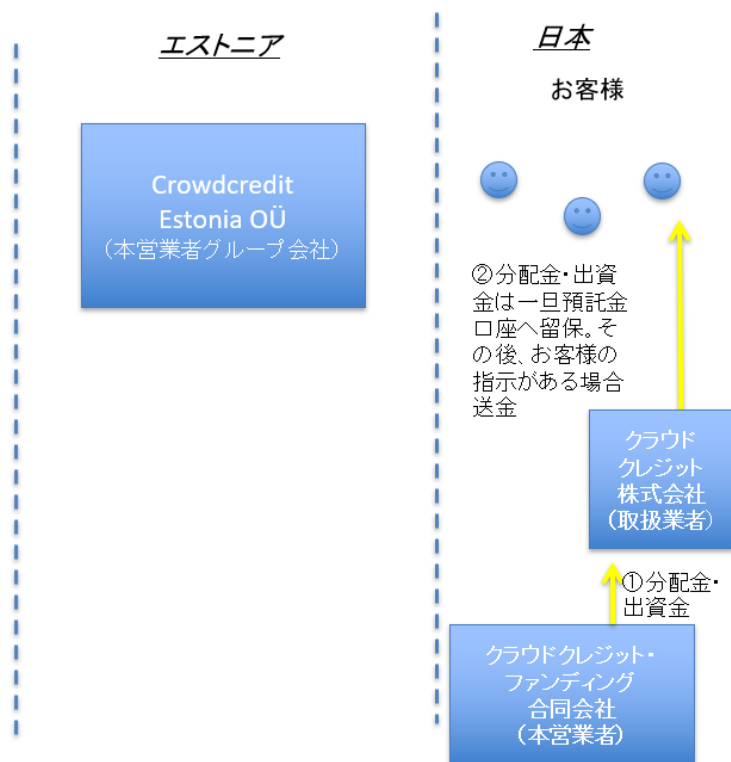 エストニア
日本
お客様
Crowdcredit
Estonia OÜ
（本営業者グループ会社）
②分配金・出資
金は一旦預託金
口座へ留保。そ
の後、お客様の
指示がある場合
送金
クラウド
クレジット
株式会社
（取扱業者）
①分配金・
出資金
クラウドクレジット・
ファンディング
合同会社
（本営業者）